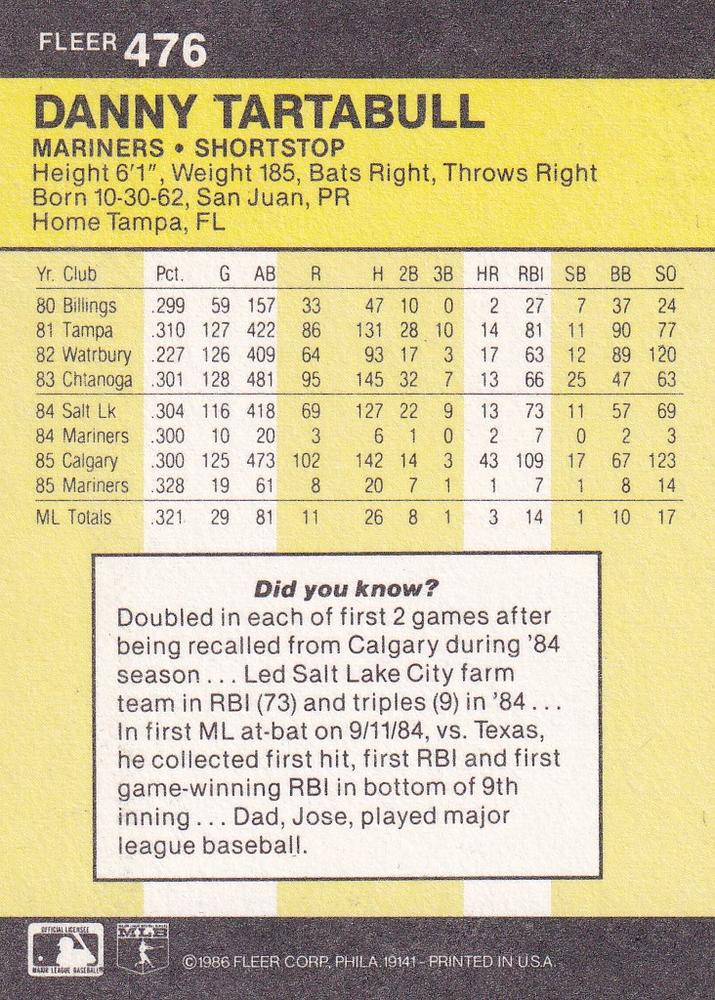 FLEER 476
DANNY TARTABULL
MARINERS • SHORTSTOP
Height 6'1", Weight 185, Bats Right, Throws Right
Born 10-30-62, San Juan, PR
Home Tampa, FL
Yr. Club Pct. G AB R H 2B 3B HR RBI SB BB SO
80 Billings .299 59 157 33 47 10 0 2 27 7 37 24
81 Tampa .310 127 422 86 131 28 10 14 81 11 90 77
82 Watrbury .227 126 409 64 93 17 3 17 63 12 89 120
83 Chtanoga .301 128 481 95 145 32 7 13 66 25 47 63
84 Salt Lk .304 116 418 69 127 22 9 13 73 11 57 69
84 Mariners .300 10 20 3 6 1 0 2 7 0 2 3
85 Calgary .300 125 473 102 142 14 3 43 109 17 67 123
85 Mariners .328 19 61 8 20 7 1 1 7 1 8 14
ML Totals .321 29 81 11 26 8 1 3 14 1 10 17
Did you know?
Doubled in each of first 2 games after
being recalled from Calgary during '84
season . . . Led Salt Lake City farm
team in RBI (73) and triples (9) in '84 . . .
In first ML at-bat on 9/11/84, vs. Texas,
he collected first hit, first RBI and first
game-winning RBI in bottom of 9th
inning . . . Dad, Jose, played major
league baseball.
OFFICIAL LICENSEE
MAJOR LEAGUE BASEBALL
MLB
©1986 FLEER CORP., PHILA. 19141 - PRINTED IN U.S.A.